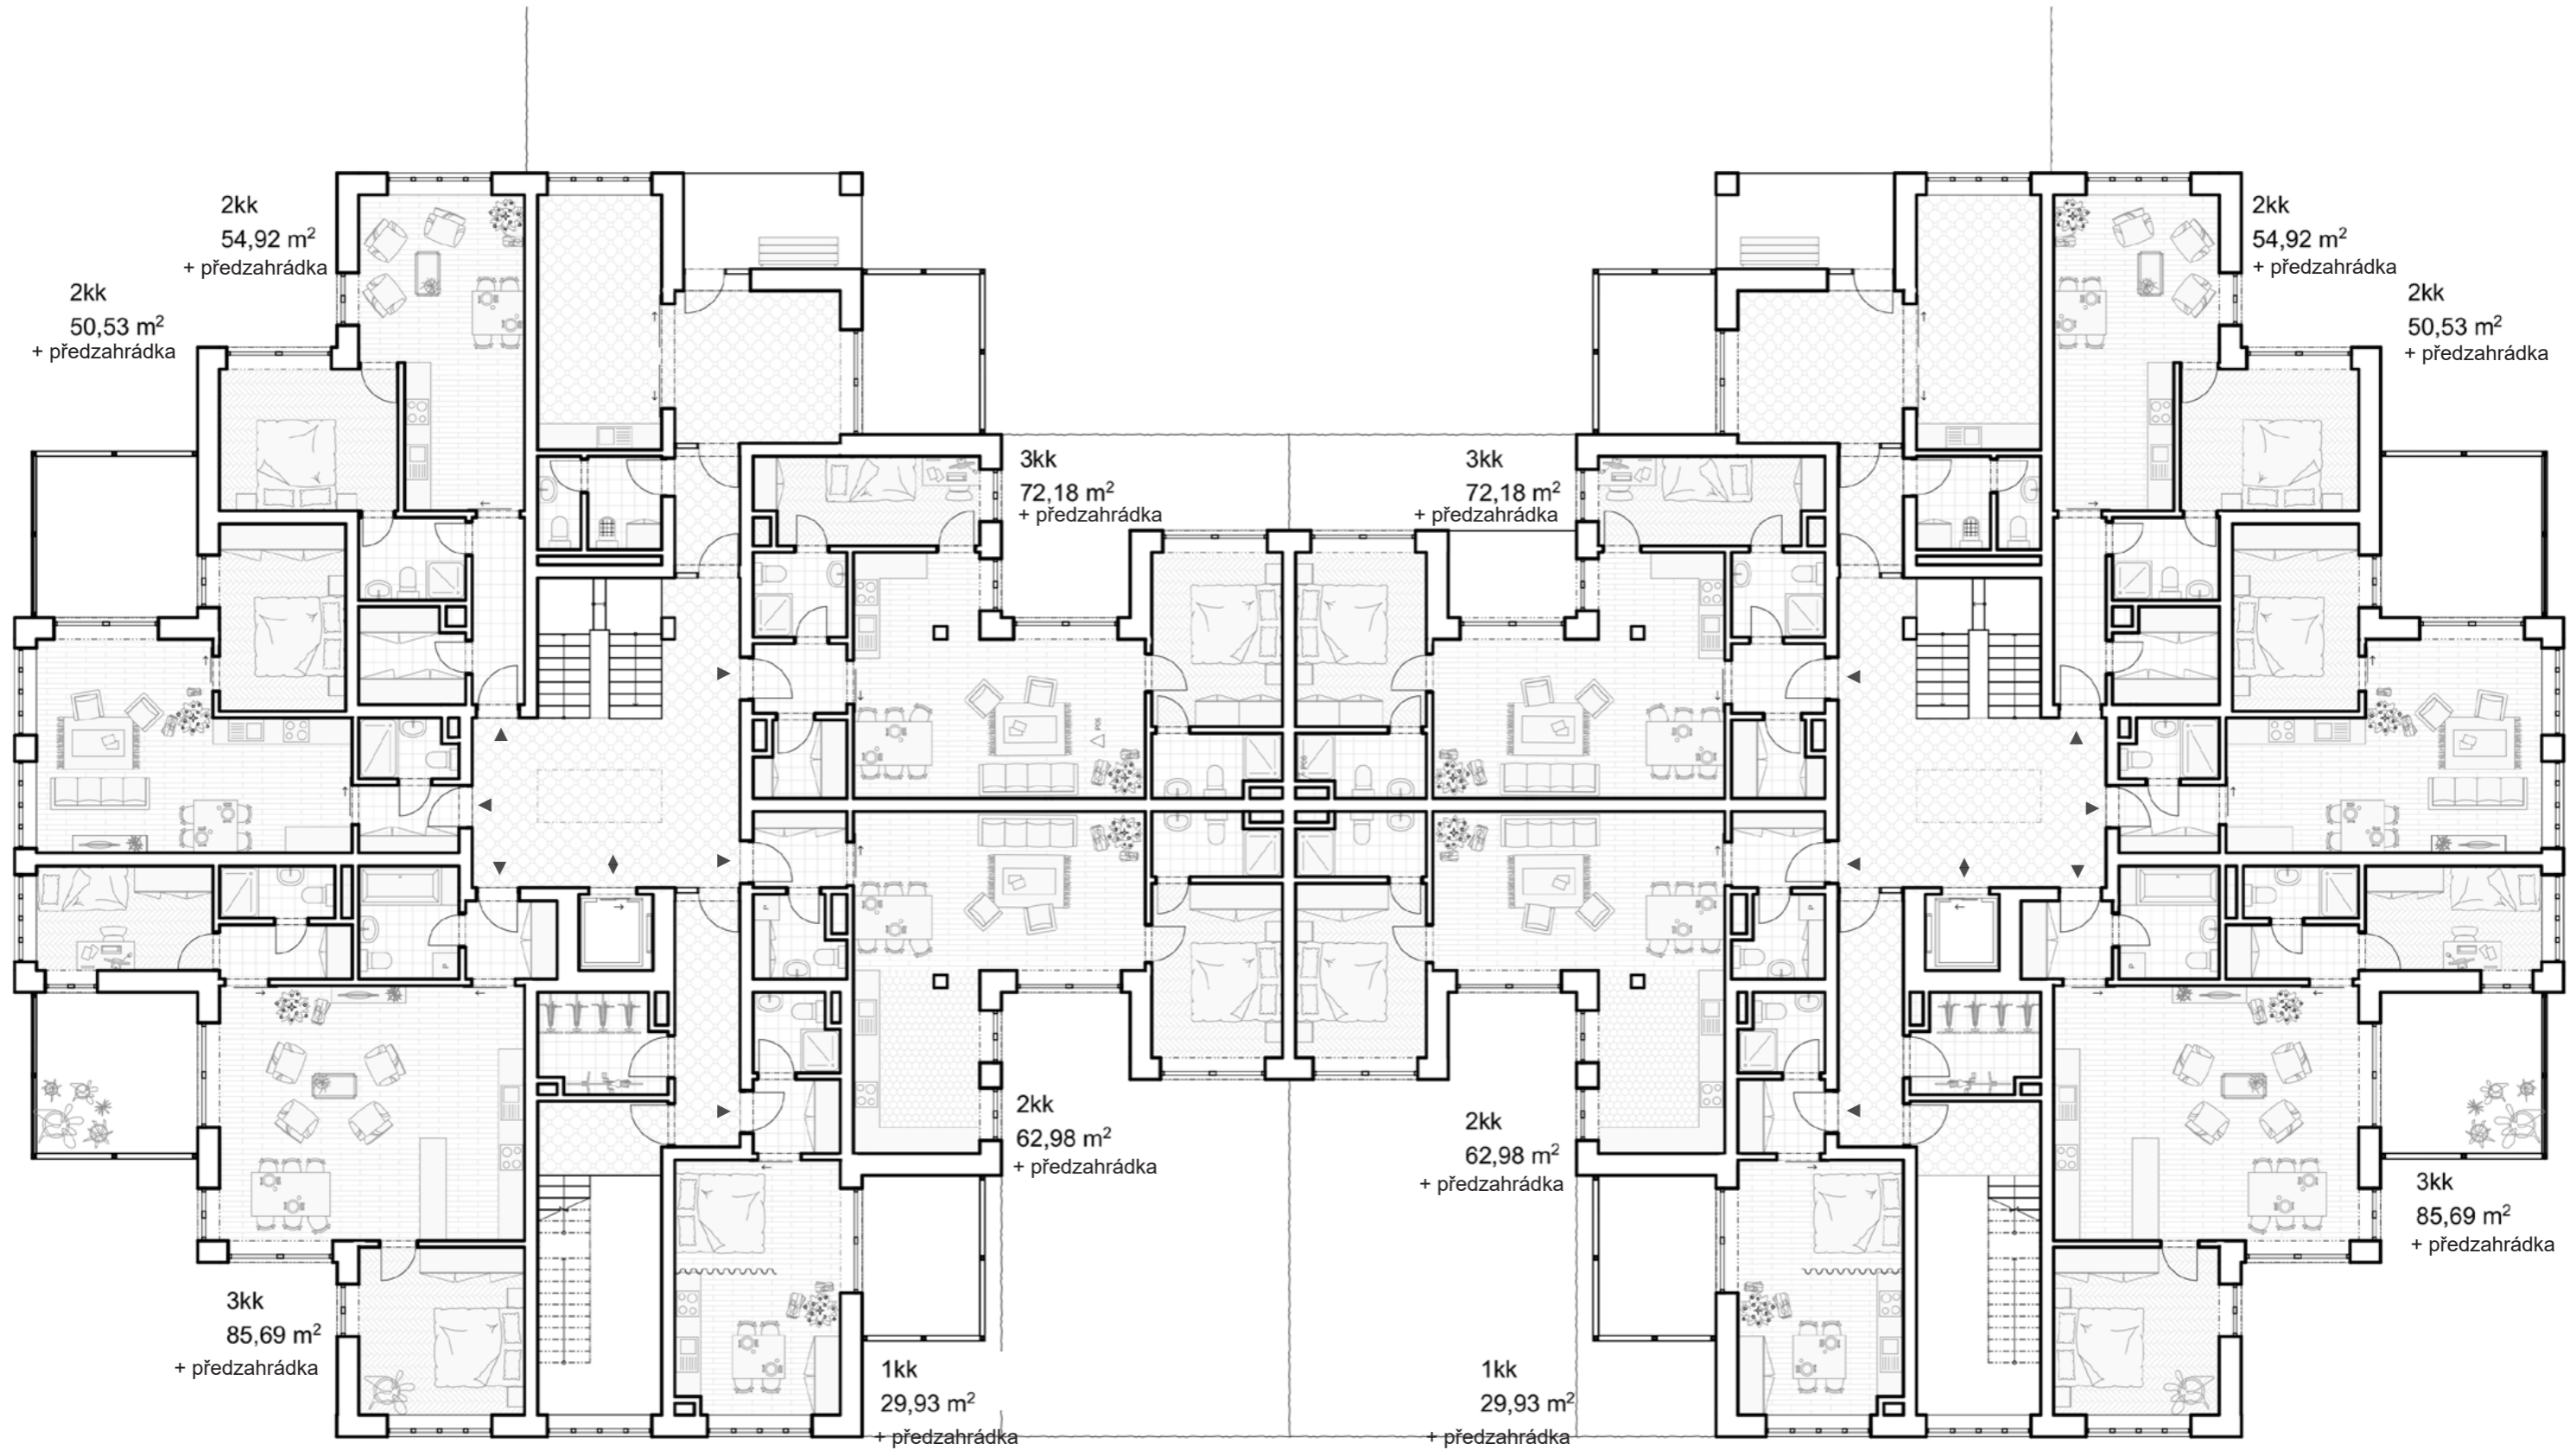 2kk
54,92 m²
+ předzahrádka
2kk
50,53 m²
+ předzahrádka
2kk
54,92 m²
+ předzahrádka
2kk
50,53 m²
+ předzahrádka
3kk
72,18 m²
+ předzahrádka
3kk
72,18 m²
+ předzahrádka
POS
POS
P
P
P
P
2kk
62,98 m²
+ předzahrádka
2kk
62,98 m²
+ předzahrádka
3kk
85,69 m²
+ předzahrádka
3kk
85,69 m²
+ předzahrádka
1kk
29,93 m²
+ předzahrádka
1kk
29,93 m²
+ předzahrádka